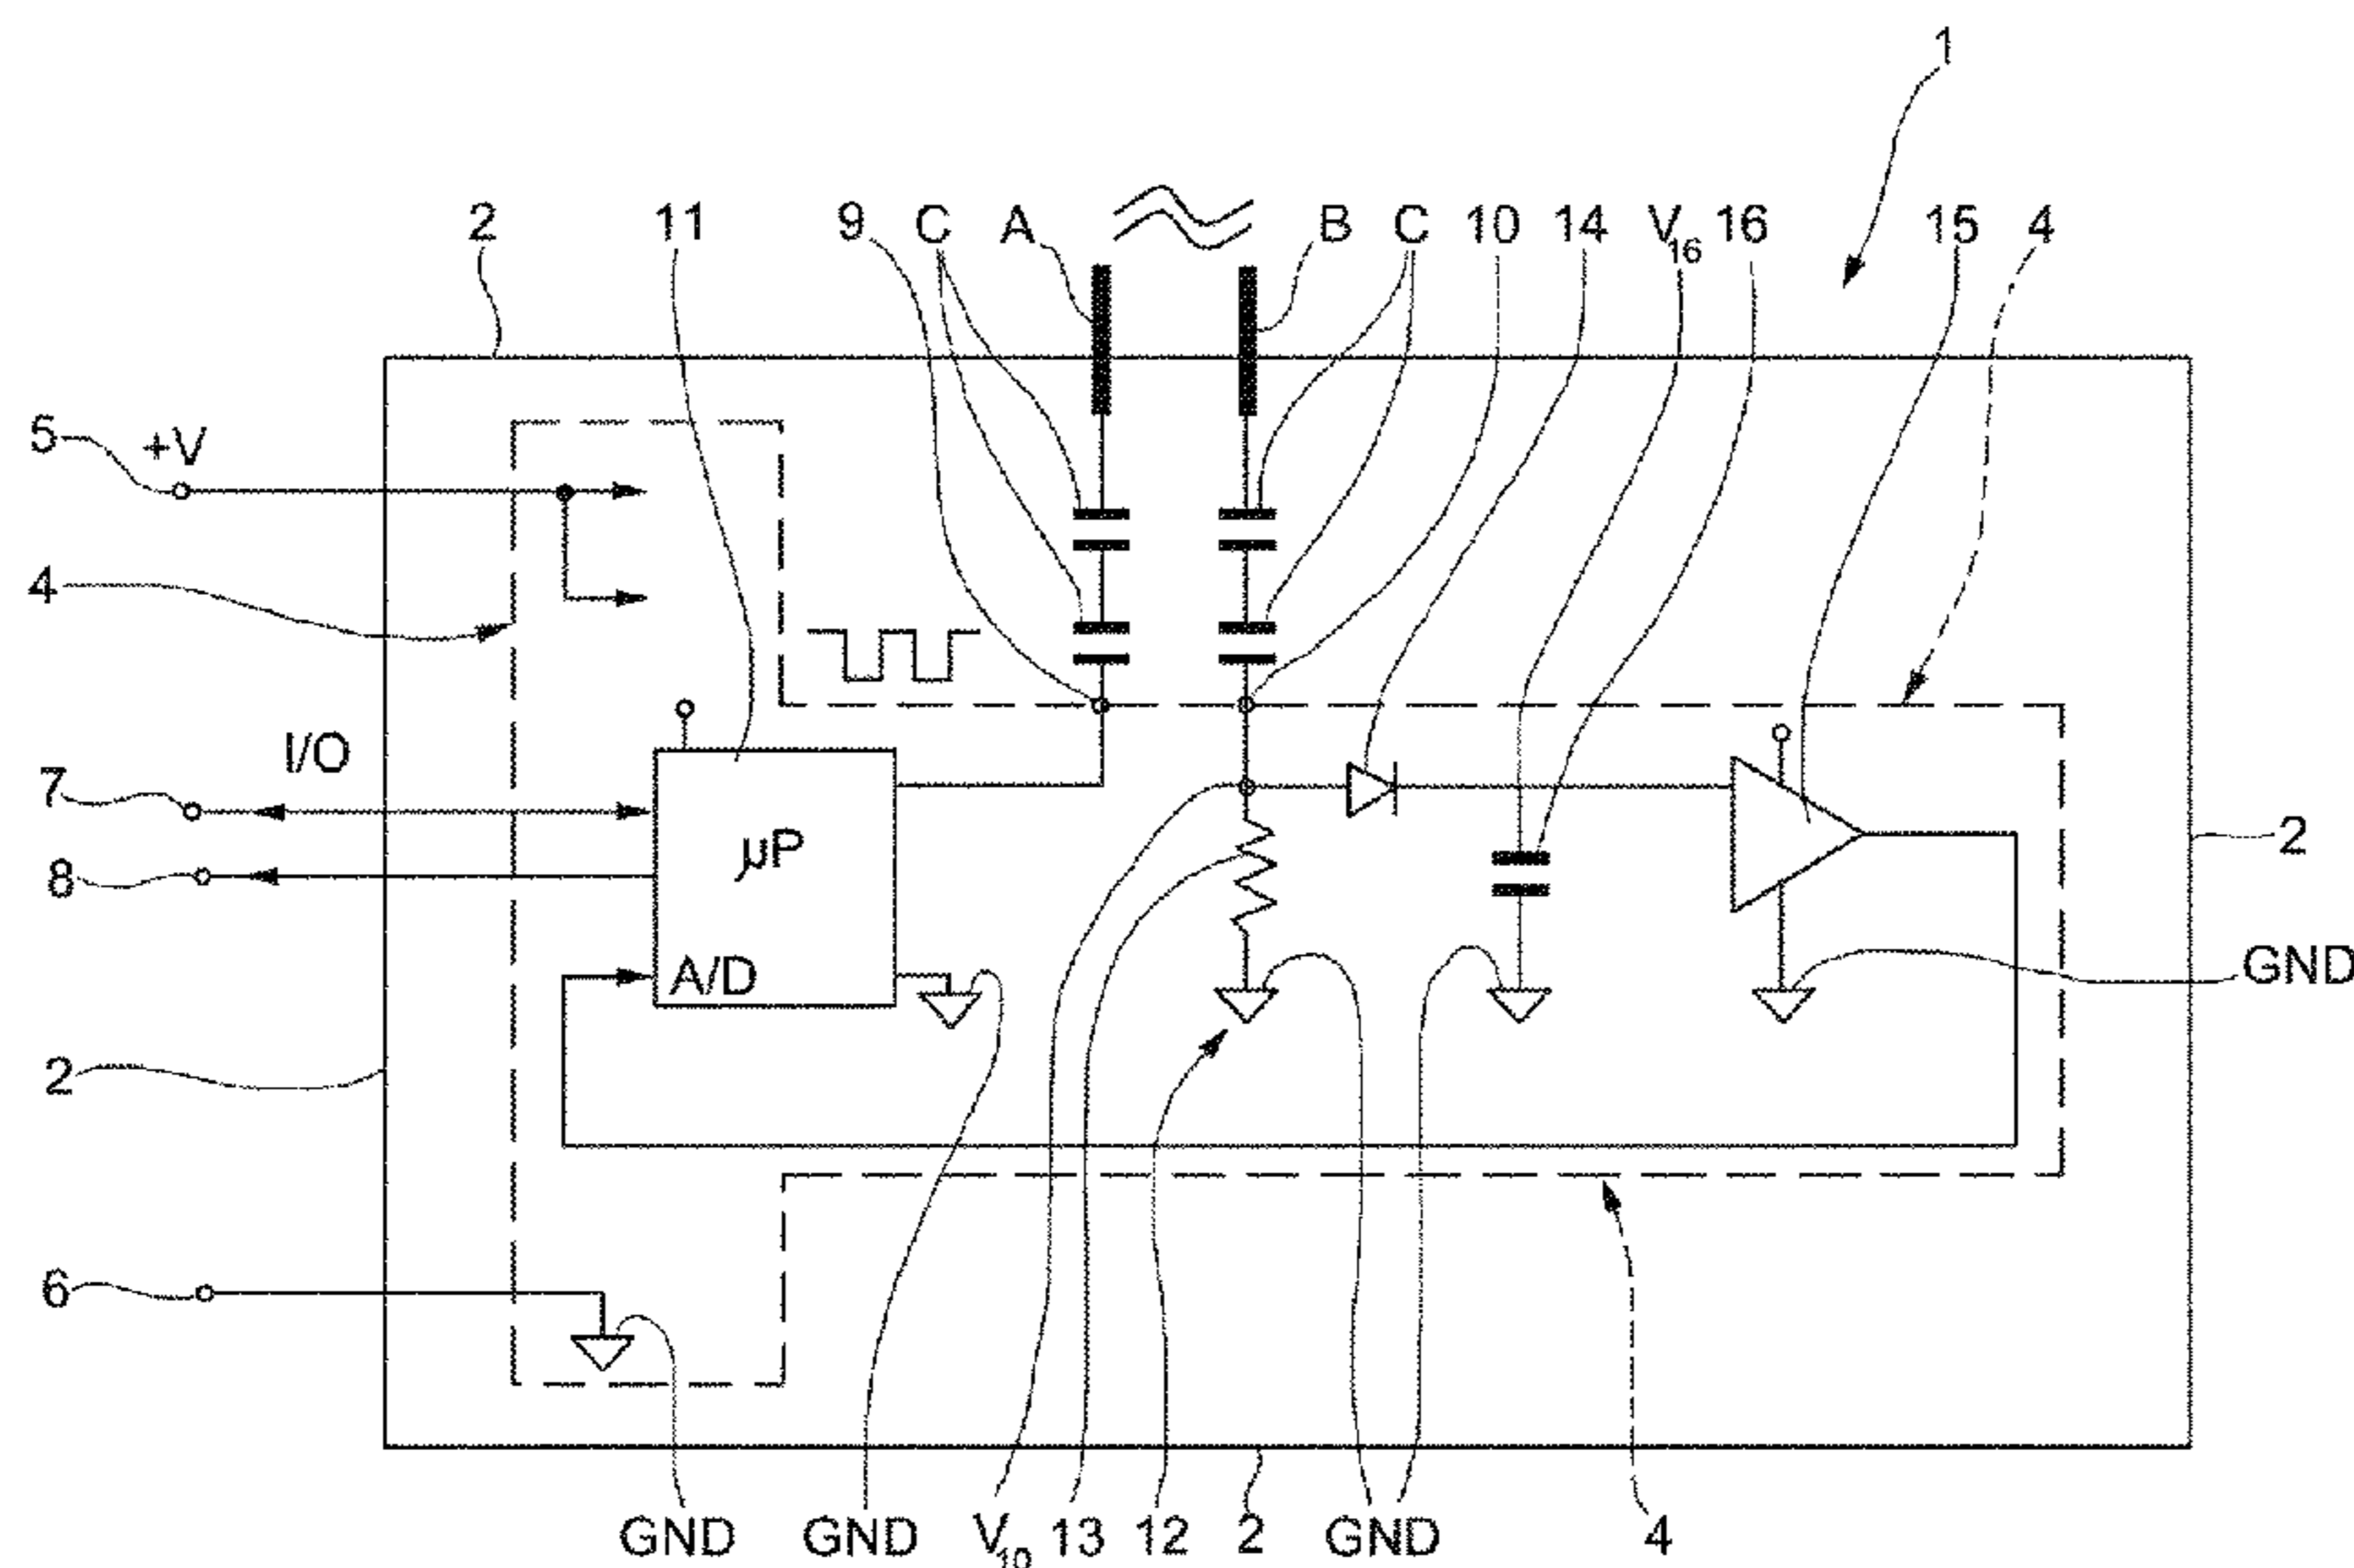 1
2 11 9 C A B C 10 14 V16 16 15 4
5 +V
4
I/O
7
μP
2
8
A/D
GND
2
6
GND GND V10 13 12 2 GND 4